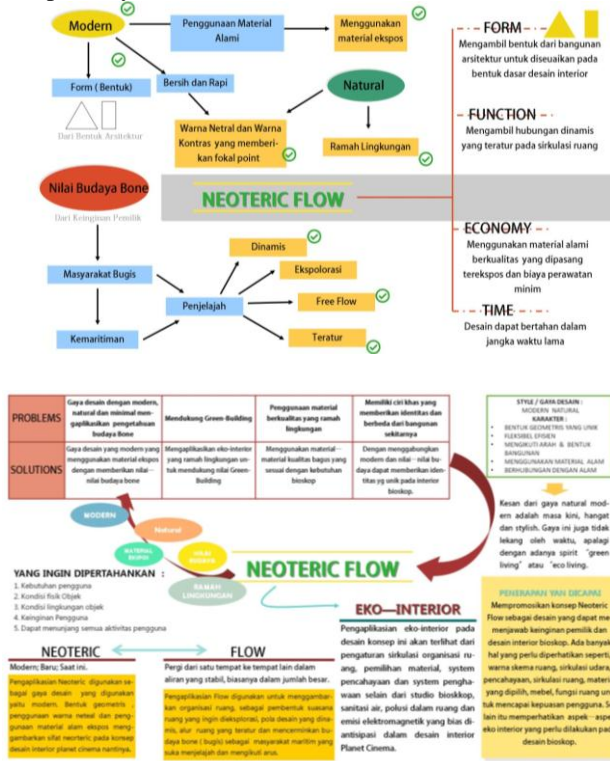 Modern
Penggunaan Material
Alami
Menggunakan
material ekspos
Form ( Bentuk)
Bersih dan Rapi
Natural
Dari Bentuk Arsitektur
Warna Netral dan Warna
Kontras yang memberi-
kan fokal point
Ramah Lingkungan
Nilai Budaya Bone
Dari Keinginan Pemilik
NEOTERIC FLOW
Masyarakat Bugis
Kemaritiman
Penjelajah
Dinamis
Ekspolorasi
Free Flow
Teratur
FORM
Mengambil bentuk dari bangunan
arsitektur untuk diseuaikan pada
bentuk dasar desain interior
FUNCTION
Mengambil hubungan dinamis
yang teratur pada sirkulasi ruang
ECONOMY
Menggunakan material alami
berkualitas yang dipasang
terekspos dan biaya perawatan
minim
TIME
Desain dapat bertahan dalam
jangka waktu lama
PROBLEMS
Gaya desain dengan modern,
natural dan minimal men-
gaplikasikan pengetahuan
budaya Bone
Mendukung Green-Building
Penggunaan material
berkualitas yang ramah
lingkungan
Memiliki ciri khas yang
memberikan identitas dan
berbeda dari bangunan
sekitarnya
SOLUTIONS
Gaya desain yang modern yang
menggunakan material ekspos
dengan memberikan nilai—
nilai budaya bone
Mengaplikasikan eko-interior
yang ramah lingkungan un-
tuk mendukung nilai Green-
Building
Menggunakan material—
material kualitas bagus yang
sesuai dengan kebutuhan
bioskop
Dengan menggabungkan
modern dan nilai - nilai bu-
daya dapat memberikan iden-
titas yg unik pada interior
bioskop.
STYLE / GAYA DESAIN :
MODERN NATURAL
KARAKTER :
• BENTUK GEOMETRIS YANG UNIK
• FLEKSIBEL EFISIEN
• MENGIKUTI ARAH & BENTUK
BANGUNAN
• MENGGUNAKAN MATERIAL ALAM
• BERHUBUNGAN DENGAN ALAM
Kesan dari gaya natural mod-
ern adalah masa kini, hangat
dan stylish. Gaya ini juga tidak
lekang oleh waktu, apalagi
dengan adanya spirit "green
living" atau "eco living.
MODERN
Natural
MATERIAL
EKSPOS
NILAI
BUDAYA
RAMAH
LINGKUNGAN
NEOTERIC FLOW
YANG INGIN DIPERTAHANKAN :
1. Kebutuhan pengguna
2. Kondisi fisik Objek
3. Kondisi lingkungan objek
4. Keinginan Pengguna
5. Dapat menunjang semua aktivitas pengguna
NEOTERIC
Modern; Baru; Saat ini.
Pengaplikasian Neoteric digunakan se-
bagai gaya desain yang digunakan
yaitu modern. Bentuk geometris ,
penggunaan warna netral dan peng-
gunaan material alam ekspos meng-
gambarkan sifat neorteric pada konsep
desain interior planet cinema nantinya.
FLOW
Pergi dari satu tempat ke tempat lain dalam
aliran yang stabil, biasanya dalam jumlah besar.
Pengaplikasian Flow digunakan untuk menggambar-
kan organisasi ruang, sebagai pembentuk suasana
ruang yang ingin dieksplorasi, pola desain yang dina-
mis, alur ruang yang teratur dan mencerminkan bu-
daya bone ( bugis) sebagai masyarakat maritim yang
suka menjelajah dan mengikuti arus.
EKO—INTERIOR
Pengaplikasian eko-interior pada
desain konsep ini akan terlihat dari
pengaturan sirkulasi organisasi ru-
ang, pemilihan material, system
pencahayaan dan system pengha-
waan selain dari studio bioskkop,
sanitasi air, polusi dalam ruang dan
emisi elektromagnetik yang bias di-
antisipasi dalam desain interior
Planet Cinema.
PENERAPAN YAN DICAPAI
Mempromosikan konsep Neoteric
Flow sebagai desain yang dapat me
menjawab keinginan pemilik dan
desain interior bioskop. Ada banyak
hal yang perlu diperhatikan seperti,
warna skema ruang, sirkulasi udara,
pencahayaan, sirkulasi ruang, materi
yang dipilih, mebel, fungsi ruang un
tuk mencapai kepuasan pengguna. S
lain itu memperhatikan aspek—aspe
eko interior yang perlu dilakukan pad
desain bioskop.